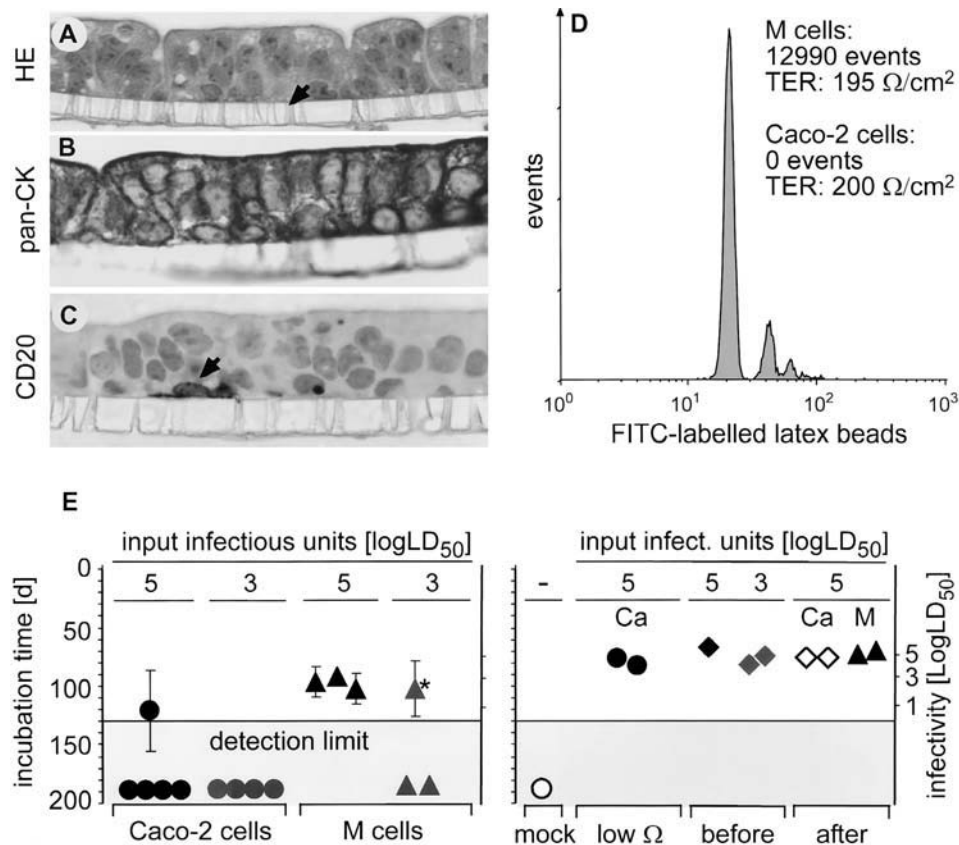 A
HE
B
pan-CK
C
CD20
D
M cells:
12990 events
TER: 195 Ω/cm²
Caco-2 cells:
0 events
TER: 200 Ω/cm²
events
10⁰ 10¹ 10² 10³
FITC-labelled latex beads
E
input infectious units [logLD₅₀]
5 3 5 3
incubation time [d]
0
50
100
150
200
*
detection limit
Caco-2 cells M cells
input infect. units [logLD₅₀]
- 5 5 3 5
Ca Ca M
5
3
1
infectivity [LogLD₅₀]
mock low Ω before after